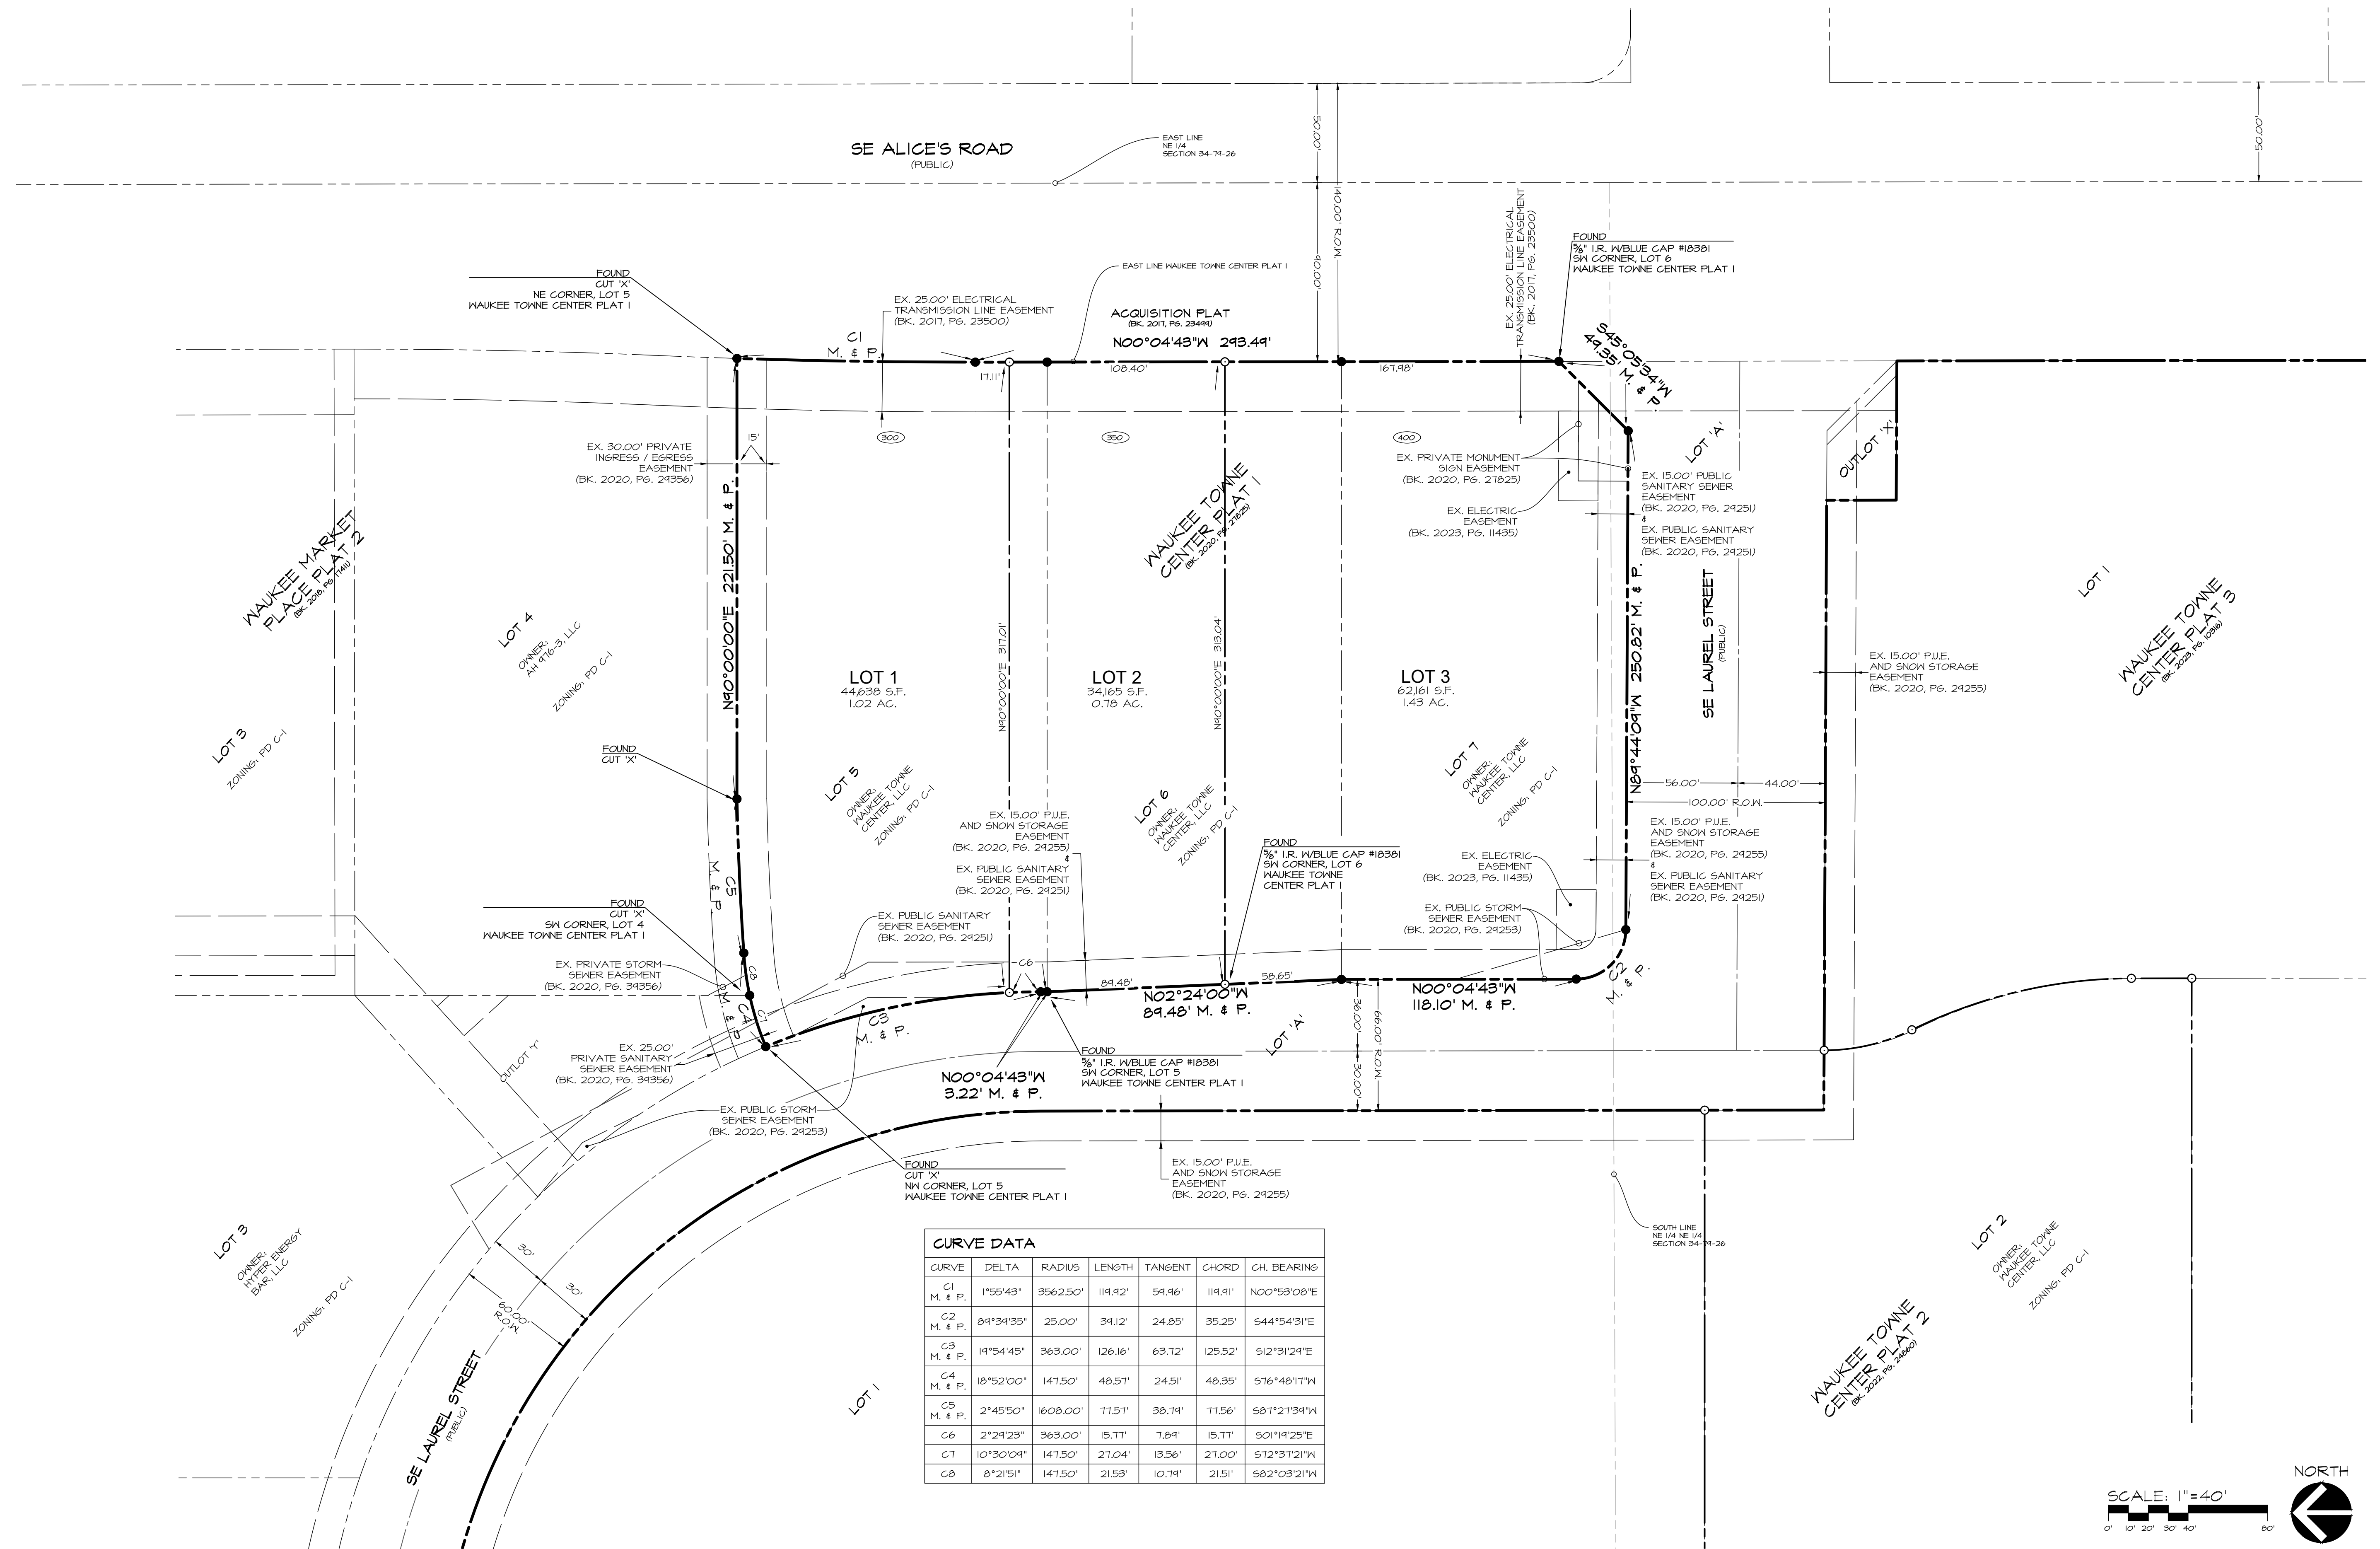 SE ALICE'S ROAD
(PUBLIC)
EAST LINE
NE 1/4
SECTION 34-79-26
50.00'
140.00' R.O.W.
90.00'
50.00'
FOUND
CUT 'X'
NE CORNER, LOT 5
WAUKEE TOWNE CENTER PLAT 1
EX. 25.00' ELECTRICAL
TRANSMISSION LINE EASEMENT
(BK. 2017, PG. 23500)
EAST LINE WAUKEE TOWNE CENTER PLAT 1
ACQUISITION PLAT
(BK. 2017, PG. 23499)
N00°04'43"W 293.49'
EX. 25.00' ELECTRICAL
TRANSMISSION LINE EASEMENT
(BK. 2017, PG. 23500)
FOUND
5/8" I.R. W/BLUE CAP #18381
SW CORNER, LOT 6
WAUKEE TOWNE CENTER PLAT 1
C1
M. & P.
17.11'
108.40'
167.98'
S45°05'34"W
49.35' M. & P.
300
350
400
15'
EX. 30.00' PRIVATE
INGRESS / EGRESS
EASEMENT
(BK. 2020, PG. 29356)
N90°00'00"E 221.50' M. & P.
WAUKEE MARKET
PLACE PLAT 2
(BK. 2018, PG. 17411)
WAUKEE TOWNE
CENTER PLAT 1
(BK. 2020, PG. 27825)
EX. PRIVATE MONUMENT
SIGN EASEMENT
(BK. 2020, PG. 27825)
EX. ELECTRIC
EASEMENT
(BK. 2023, PG. 11435)
LOT 'A'
OUTLOT 'X'
EX. 15.00' PUBLIC
SANITARY SEWER
EASEMENT
(BK. 2020, PG. 29251)
&
EX. PUBLIC SANITARY
SEWER EASEMENT
(BK. 2020, PG. 29251)
LOT 1
WAUKEE TOWNE
CENTER PLAT 3
(BK. 2023, PG. 10316)
LOT 4
OWNER:
AH 976-3, LLC
ZONING: PD C-1
LOT 3
ZONING: PD C-1
N90°00'00"E 317.01'
N90°00'00"E 313.04'
N89°44'09"W 250.82' M. & P.
SE LAUREL STREET
(PUBLIC)
LOT 1
44,638 S.F.
1.02 AC.
LOT 2
34,165 S.F.
0.78 AC.
LOT 3
62,161 S.F.
1.43 AC.
EX. 15.00' P.U.E.
AND SNOW STORAGE
EASEMENT
(BK. 2020, PG. 29255)
FOUND
CUT 'X'
LOT 5
OWNER:
WAUKEE TOWNE
CENTER, LLC
ZONING: PD C-1
LOT 6
OWNER:
WAUKEE TOWNE
CENTER, LLC
ZONING: PD C-1
LOT 7
OWNER:
WAUKEE TOWNE
CENTER, LLC
ZONING: PD C-1
56.00'
44.00'
100.00' R.O.W.
EX. 15.00' P.U.E.
AND SNOW STORAGE
EASEMENT
(BK. 2020, PG. 29255)
&
EX. PUBLIC SANITARY
SEWER EASEMENT
(BK. 2020, PG. 29251)
FOUND
5/8" I.R. W/BLUE CAP #18381
SW CORNER, LOT 6
WAUKEE TOWNE
CENTER PLAT 1
EX. ELECTRIC
EASEMENT
(BK. 2023, PG. 11435)
EX. 15.00' P.U.E.
AND SNOW STORAGE
EASEMENT
(BK. 2020, PG. 29255)
&
EX. PUBLIC SANITARY
SEWER EASEMENT
(BK. 2020, PG. 29251)
C5
M. & P.
FOUND
CUT 'X'
SW CORNER, LOT 4
WAUKEE TOWNE CENTER PLAT 1
EX. PUBLIC SANITARY
SEWER EASEMENT
(BK. 2020, PG. 29251)
EX. PUBLIC STORM
SEWER EASEMENT
(BK. 2020, PG. 29253)
EX. PRIVATE STORM
SEWER EASEMENT
(BK. 2020, PG. 39356)
C8
C6
89.48'
58.65'
C2
M. & P.
N02°24'00"W
89.48' M. & P.
N00°04'43"W
118.10' M. & P.
C4
M. & P
C7
C3
M. & P.
LOT 'A'
36.00'
66.00' R.O.W.
30.00'
EX. 25.00'
PRIVATE SANITARY
SEWER EASEMENT
(BK. 2020, PG. 39356)
OUTLOT 'Y'
N00°04'43"W
3.22' M. & P.
FOUND
5/8" I.R. W/BLUE CAP #18381
SW CORNER, LOT 5
WAUKEE TOWNE CENTER PLAT 1
EX. PUBLIC STORM
SEWER EASEMENT
(BK. 2020, PG. 29253)
FOUND
CUT 'X'
NW CORNER, LOT 5
WAUKEE TOWNE CENTER PLAT 1
EX. 15.00' P.U.E.
AND SNOW STORAGE
EASEMENT
(BK. 2020, PG. 29255)
SOUTH LINE
NE 1/4 NE 1/4
SECTION 34-79-26
LOT 3
OWNER:
HYPER ENERGY
BAR, LLC
ZONING: PD C-1
30'
30'
60.00'
R.O.W.
SE LAUREL STREET
(PUBLIC)
LOT 1
LOT 2
OWNER:
WAUKEE TOWNE
CENTER, LLC
ZONING: PD C-1
WAUKEE TOWNE
CENTER PLAT 2
(BK. 2022, PG. 24860)
CURVE DATA
CURVE DELTA RADIUS LENGTH TANGENT CHORD CH. BEARING
C1 M. & P. 1°55'43" 3562.50' 119.92' 59.96' 119.91' N00°53'08"E
C2 M. & P. 89°39'35" 25.00' 39.12' 24.85' 35.25' S44°54'31"E
C3 M. & P. 19°54'45" 363.00' 126.16' 63.72' 125.52' S12°31'29"E
C4 M. & P. 18°52'00" 147.50' 48.57' 24.51' 48.35' S76°48'17"W
C5 M. & P. 2°45'50" 1608.00' 77.57' 38.79' 77.56' S87°27'39"W
C6 2°29'23" 363.00' 15.77' 7.89' 15.77' S01°19'25"E
C7 10°30'09" 147.50' 27.04' 13.56' 27.00' S72°37'21"W
C8 8°21'51" 147.50' 21.53' 10.79' 21.51' S82°03'21"W
NORTH
SCALE: 1"=40'
0' 10' 20' 30' 40' 80'